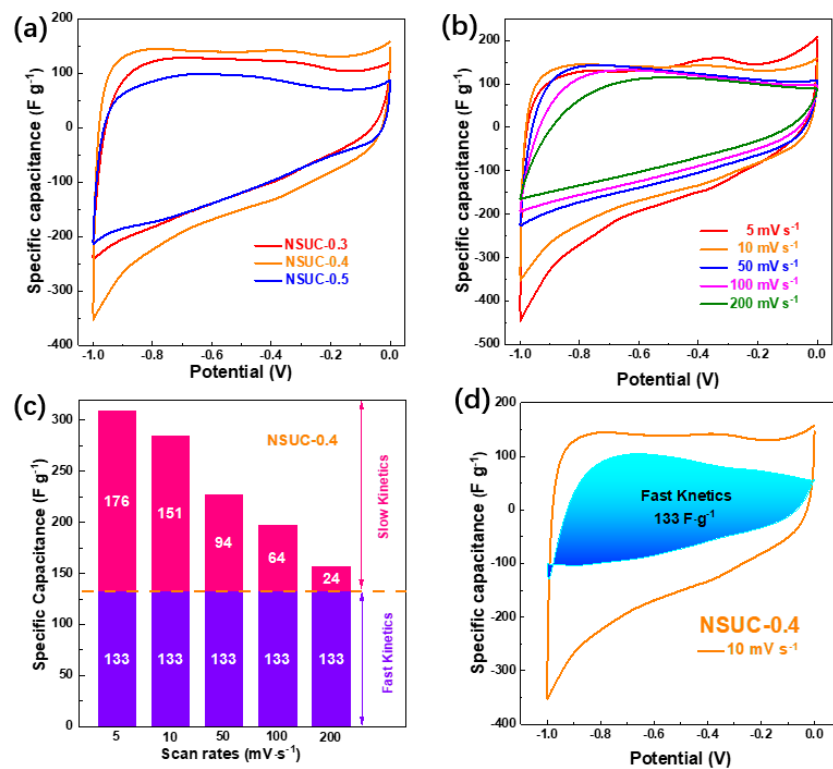 (a)
Specific capacitance (F g⁻¹)
200
100
0
-100
-200
-300
-400
NSUC-0.3
NSUC-0.4
NSUC-0.5
-1.0 -0.8 -0.6 -0.4 -0.2 0.0
Potential (V)
(b)
Specific capacitance (F g⁻¹)
200
100
0
-100
-200
-300
-400
-500
5 mV s⁻¹
10 mV s⁻¹
50 mV s⁻¹
100 mV s⁻¹
200 mV s⁻¹
-1.0 -0.8 -0.6 -0.4 -0.2 0.0
Potential (V)
(c)
Specific Capacitance (F g⁻¹)
300
250
200
150
100
50
0
NSUC-0.4
176 151 94 64 24
133 133 133 133 133
Slow Kinetics
Fast Kinetics
5 10 50 100 200
Scan rates (mV·s⁻¹)
(d)
Specific capacitance (F g⁻¹)
200
100
0
-100
-200
-300
-400
Fast Knetics
133 F·g⁻¹
NSUC-0.4
10 mV s⁻¹
-1.0 -0.8 -0.6 -0.4 -0.2 0.0
Potential (V)